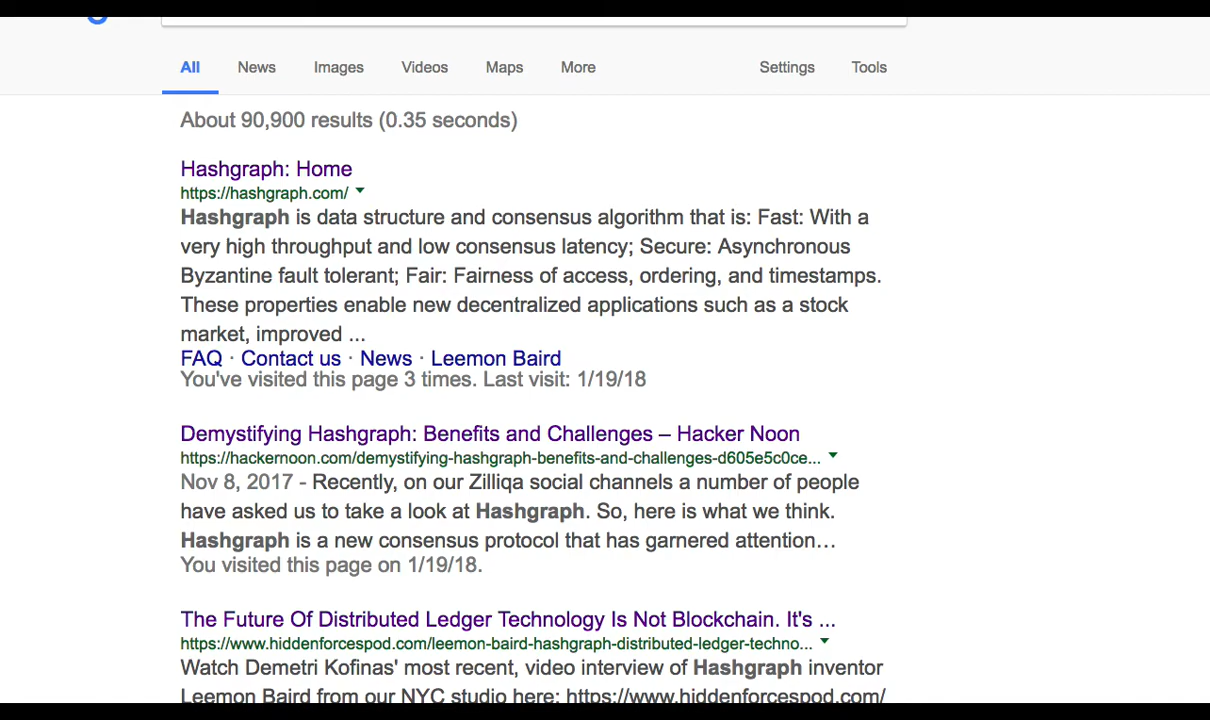 All News Images Videos Maps More Settings Tools
About 90,900 results (0.35 seconds)
Hashgraph: Home
https://hashgraph.com/
Hashgraph is data structure and consensus algorithm that is: Fast: With a
very high throughput and low consensus latency; Secure: Asynchronous
Byzantine fault tolerant; Fair: Fairness of access, ordering, and timestamps.
These properties enable new decentralized applications such as a stock
market, improved ...
FAQ · Contact us · News · Leemon Baird
You've visited this page 3 times. Last visit: 1/19/18
Demystifying Hashgraph: Benefits and Challenges – Hacker Noon
https://hackernoon.com/demystifying-hashgraph-benefits-and-challenges-d605e5c0ce...
Nov 8, 2017 - Recently, on our Zilliqa social channels a number of people
have asked us to take a look at Hashgraph. So, here is what we think.
Hashgraph is a new consensus protocol that has garnered attention…
You visited this page on 1/19/18.
The Future Of Distributed Ledger Technology Is Not Blockchain. It's ...
https://www.hiddenforcespod.com/leemon-baird-hashgraph-distributed-ledger-techno...
Watch Demetri Kofinas' most recent, video interview of Hashgraph inventor
Leemon Baird from our NYC studio here: https://www.hiddenforcespod.com/